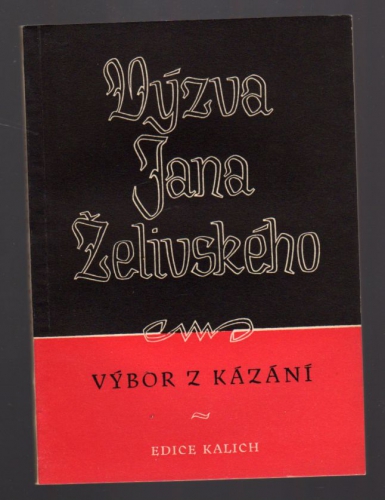 Výzva
Jana
Želivského
VÝBOR Z KÁZÁNÍ
~
EDICE KALICH